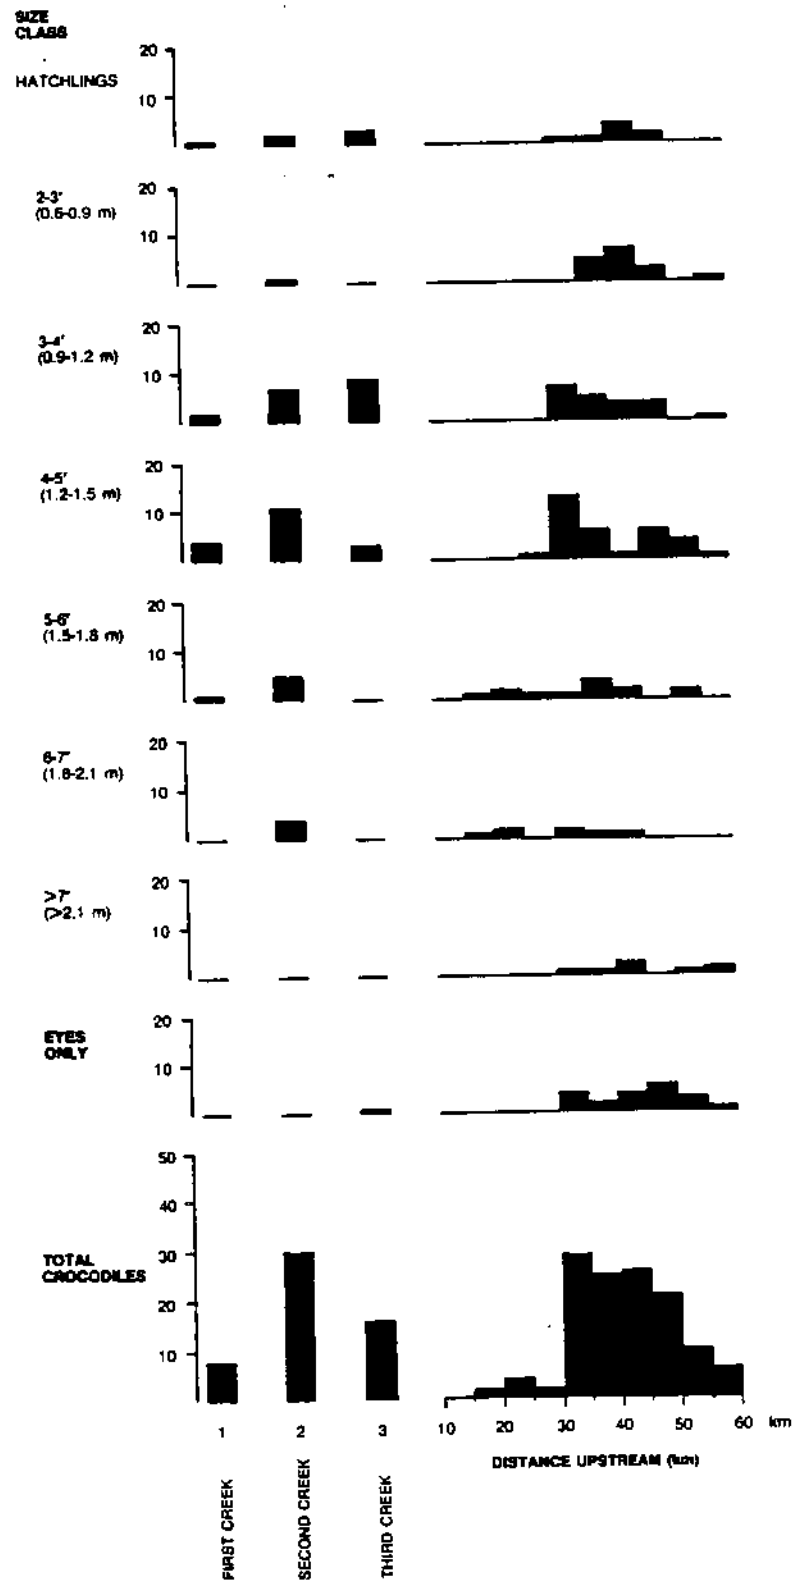 SIZE
CLASS
20
HATCHLINGS
10
20
2-3'
(0.6-0.9 m)
10
20
3-4'
(0.9-1.2 m)
10
20
4-5'
(1.2-1.5 m)
10
20
5-6'
(1.5-1.8 m)
10
20
6-7'
(1.8-2.1 m)
10
20
>7'
(>2.1 m)
10
20
EYES
ONLY
10
50
40
30
TOTAL
CROCODILES
20
10
10 20 30 40 50 60 km
1 2 3
DISTANCE UPSTREAM (km)
FIRST CREEK
SECOND CREEK
THIRD CREEK